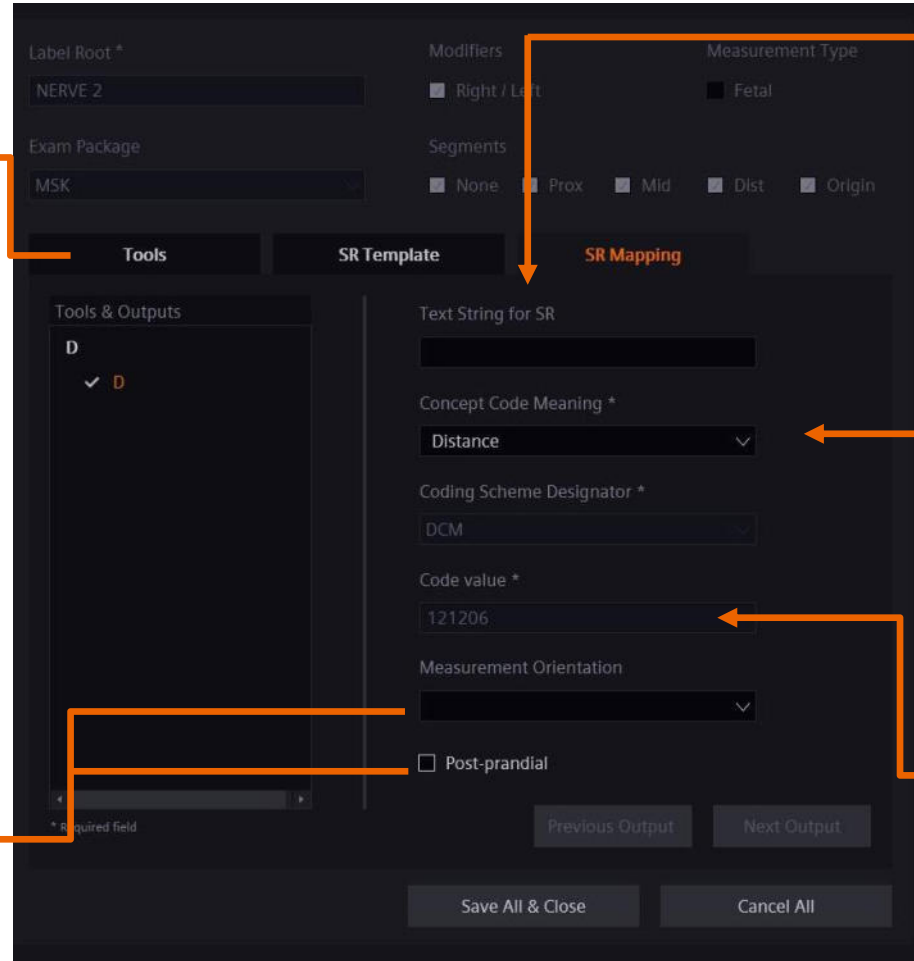 Label Root *
Modifiers
Measurement Type
NERVE 2
Right / Left
Fetal
Exam Package
Segments
MSK
None
Prox
Mid
Dist
Origin
Tools
SR Template
SR Mapping
Tools & Outputs
D
D
Text String for SR
Concept Code Meaning *
Distance
Coding Scheme Designator *
DCM
Code value *
121206
Measurement Orientation
Post-prandial
* Required field
Previous Output
Next Output
Save All & Close
Cancel All